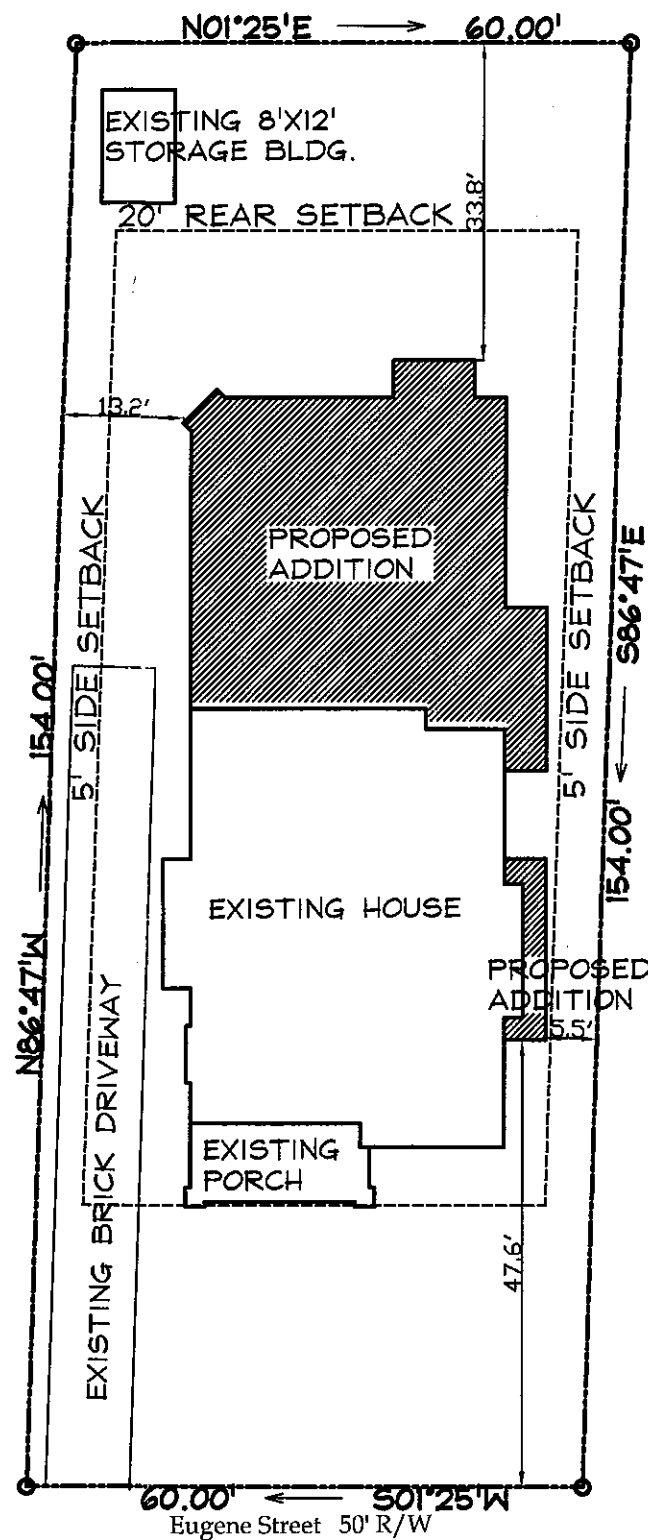 N01°25'E 60.00'
EXISTING 8'X12'
STORAGE BLDG.
33.8'
20' REAR SETBACK
13.2'
PROPOSED
ADDITION
5' SIDE SETBACK
5' SIDE SETBACK
S86°47'E
154.00'
154.00'
N86°47'W
EXISTING HOUSE
PROPOSED
ADDITION
5.5'
EXISTING BRICK DRIVEWAY
EXISTING
PORCH
47.6'
60.00' S01°25'W
Eugene Street 50' R/W